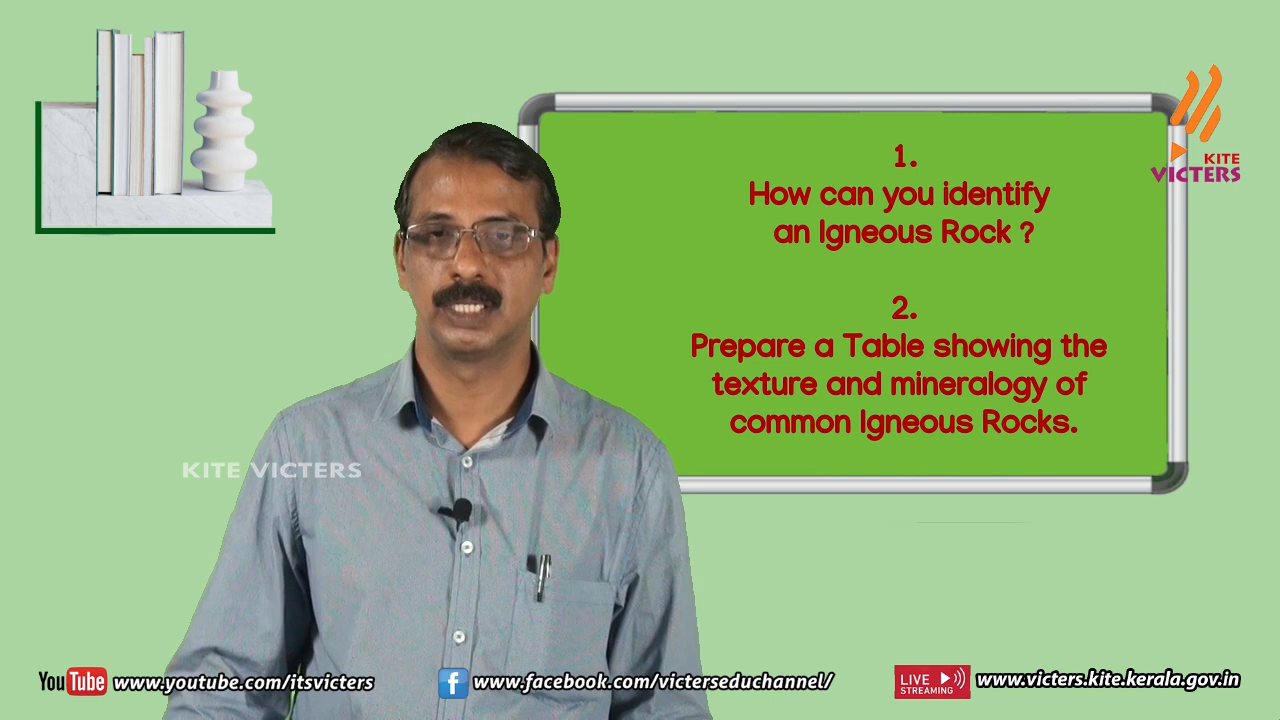 1.
How can you identify
an Igneous Rock ?
2.
Prepare a Table showing the
texture and mineralogy of
common Igneous Rocks.
KITE
VICTERS
KITE VICTERS
YouTube www.youtube.com/itsvicters
f www.facebook.com/victerseduchannel/
LIVE
STREAMING
www.victers.kite.kerala.gov.in